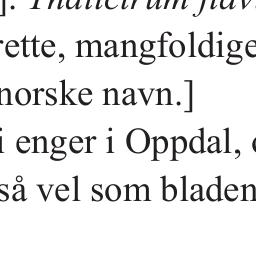 ]. Thalictrum flav
rette, mangfoldige
norske navn.]
i enger i Oppdal,
så vel som bladen